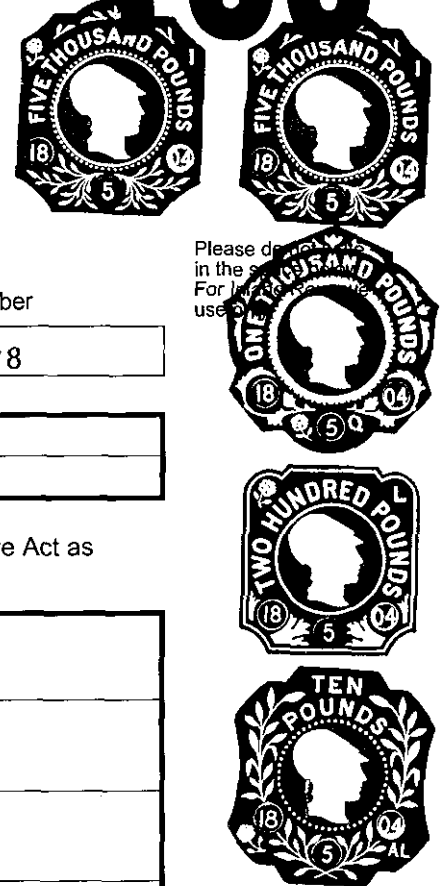 FIVE THOUSAND POUNDS
I
18 5 04
FIVE THOUSAND POUNDS
I
18 5 04
Please do
in the
For Inland Revenue
use
ber
8
ONE THOUSAND POUNDS
18 5 04
Q
TWO HUNDRED POUNDS
L
18 5 04
e Act as
TEN
POUNDS
18 5 04
AL